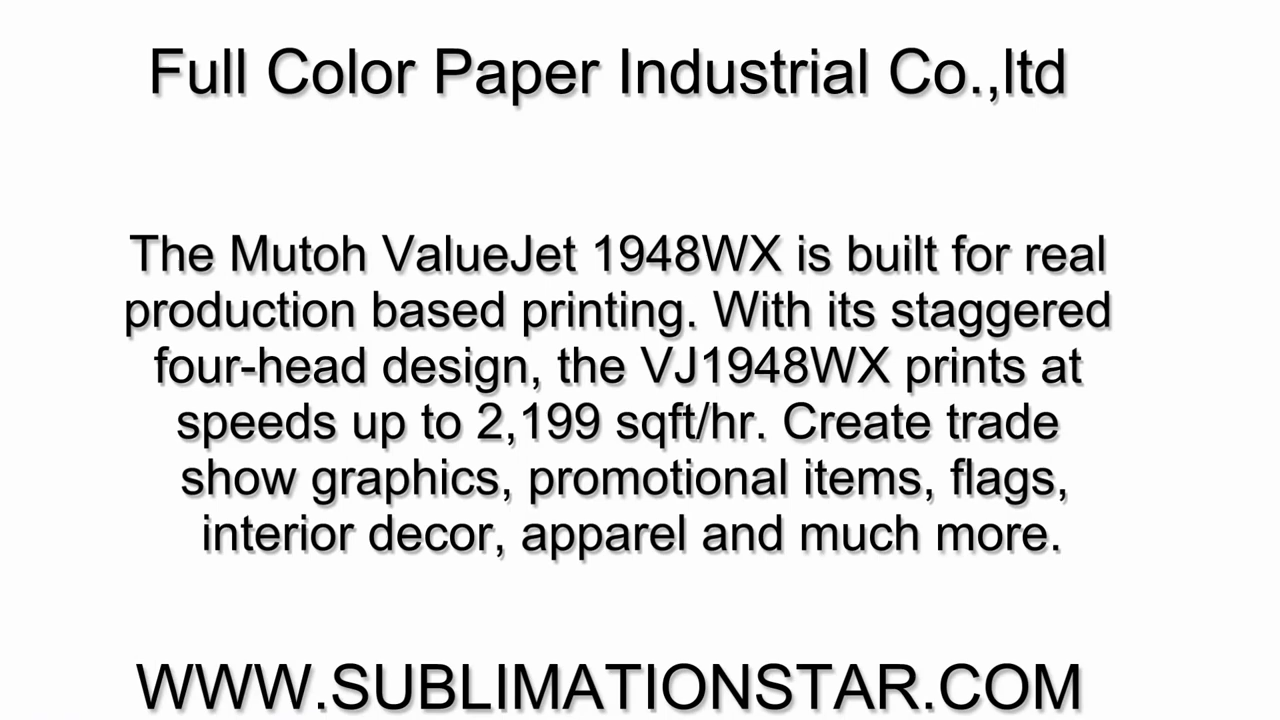 Full Color Paper Industrial Co.,ltd
The Mutoh ValueJet 1948WX is built for real
production based printing. With its staggered
four-head design, the VJ1948WX prints at
speeds up to 2,199 sqft/hr. Create trade
show graphics, promotional items, flags,
interior decor, apparel and much more.
WWW.SUBLIMATIONSTAR.COM